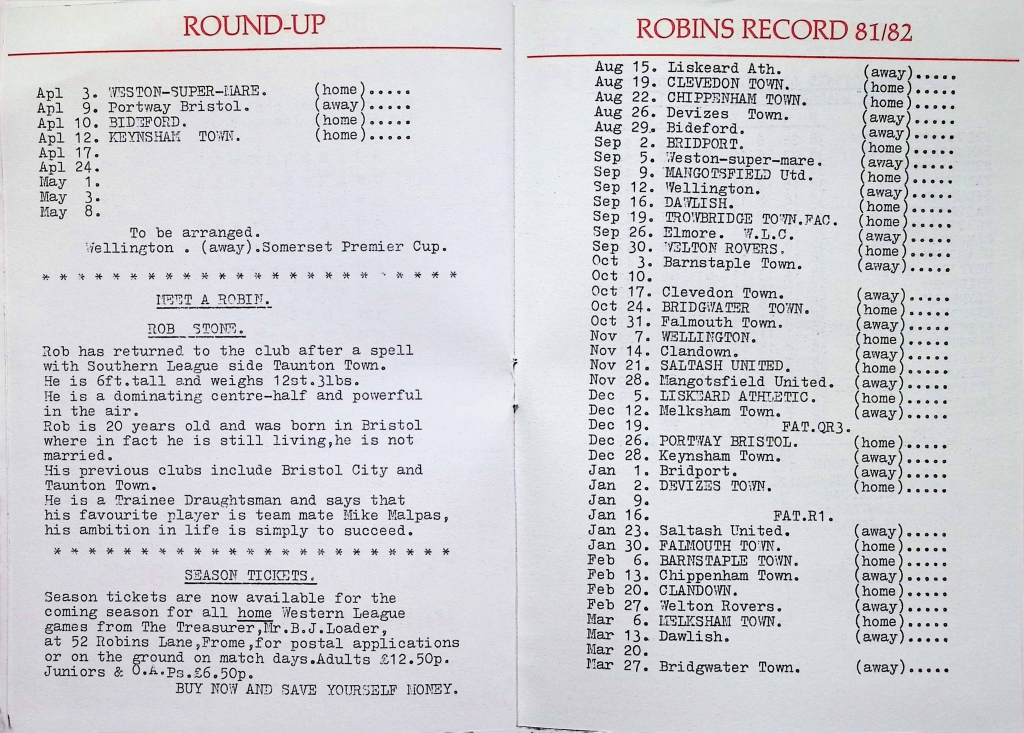 ROUND-UP
Apl 3. WESTON-SUPER-MARE. (home).....
Apl 9. Portway Bristol. (away).....
Apl 10. BIDEFORD. (home).....
Apl 12. KEYNSHAM TOWN. (home).....
Apl 17.
Apl 24.
May 1.
May 3.
May 8.
To be arranged.
Wellington . (away).Somerset Premier Cup.
* * * * * * * * * * * * * * * * * * * * * * * * * * * * *
MEET A ROBIN.
ROB STONE.
Rob has returned to the club after a spell
with Southern League side Taunton Town.
He is 6ft.tall and weighs 12st.3lbs.
He is a dominating centre-half and powerful
in the air.
Rob is 20 years old and was born in Bristol
where in fact he is still living,he is not
married.
His previous clubs include Bristol City and
Taunton Town.
He is a Trainee Draughtsman and says that
his favourite player is team mate Mike Malpas,
his ambition in life is simply to succeed.
* * * * * * * * * * * * * * * * * * * * * * * * * * * *
SEASON TICKETS.
Season tickets are now available for the
coming season for all home Western League
games from The Treasurer,Mr.B.J.Loader,
at 52 Robins Lane,Frome,for postal applications
or on the ground on match days.Adults £12.50p.
Juniors & O.A.Ps.£6.50p.
BUY NOW AND SAVE YOURSELF MONEY.
ROBINS RECORD 81/82
Aug 15. Liskeard Ath. (away).....
Aug 19. CLEVEDON TOWN. (home).....
Aug 22. CHIPPENHAM TOWN. (home).....
Aug 26. Devizes Town. (away).....
Aug 29. Bideford. (away).....
Sep 2. BRIDPORT. (home).....
Sep 5. Weston-super-mare. (away).....
Sep 9. MANGOTSFIELD Utd. (home).....
Sep 12. Wellington. (away).....
Sep 16. DAWLISH. (home).....
Sep 19. TROWBRIDGE TOWN.FAC. (home).....
Sep 26. Elmore. W.L.C. (away).....
Sep 30. WELTON ROVERS. (home).....
Oct 3. Barnstaple Town. (away).....
Oct 10.
Oct 17. Clevedon Town. (away).....
Oct 24. BRIDGWATER TOWN. (home).....
Oct 31. Falmouth Town. (away).....
Nov 7. WELLINGTON. (home).....
Nov 14. Clandown. (away).....
Nov 21. SALTASH UNITED. (home).....
Nov 28. Mangotsfield United. (away).....
Dec 5. LISKEARD ATHLETIC. (home).....
Dec 12. Melksham Town. (away).....
Dec 19. FAT.QR3.
Dec 26. PORTWAY BRISTOL. (home).....
Dec 28. Keynsham Town. (away).....
Jan 1. Bridport. (away).....
Jan 2. DEVIZES TOWN. (home).....
Jan 9.
Jan 16. FAT.R1.
Jan 23. Saltash United. (away).....
Jan 30. FALMOUTH TOWN. (home).....
Feb 6. BARNSTAPLE TOWN. (home).....
Feb 13. Chippenham Town. (away).....
Feb 20. CLANDOWN. (home).....
Feb 27. Welton Rovers. (away).....
Mar 6. MELKSHAM TOWN. (home).....
Mar 13. Dawlish. (away).....
Mar 20.
Mar 27. Bridgwater Town. (away).....